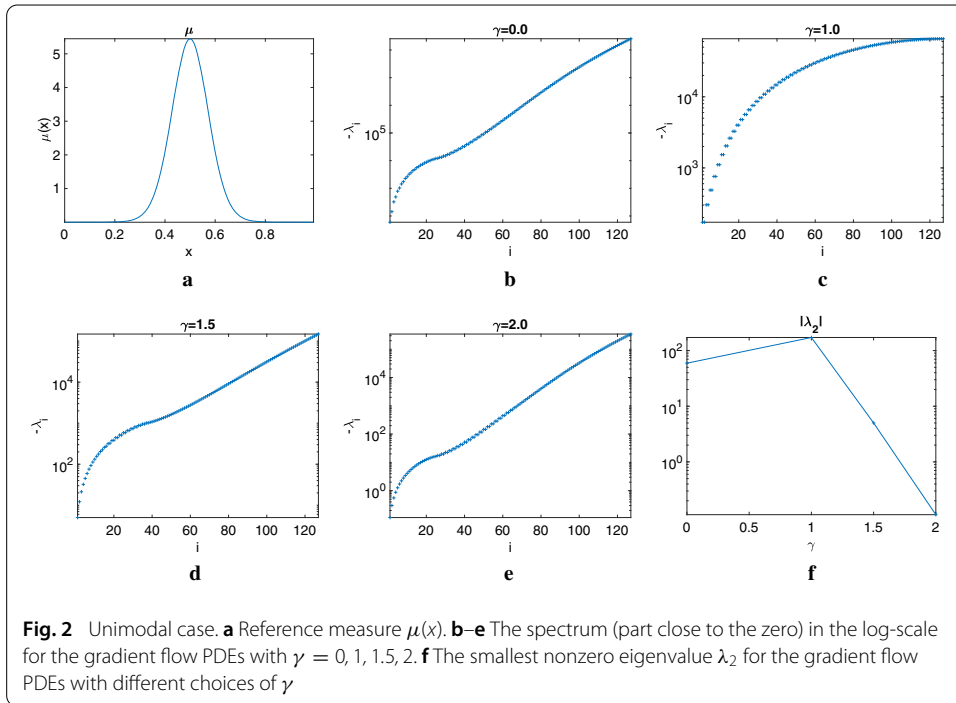 μ
5
4
3
2
1
μ(x)
0 0.2 0.4 0.6 0.8
x
a
γ=0.0
10^5
-λ_i
20 40 60 80 100 120
i
b
γ=1.0
10^4
10^3
-λ_i
20 40 60 80 100 120
i
c
γ=1.5
10^4
10^2
-λ_i
20 40 60 80 100 120
i
d
γ=2.0
10^4
10^2
10^0
-λ_i
20 40 60 80 100 120
i
e
|λ_2|
10^2
10^1
10^0
0 0.5 1 1.5 2
γ
f
Fig. 2 Unimodal case. a Reference measure μ(x). b–e The spectrum (part close to the zero) in the log-scale
for the gradient flow PDEs with γ = 0, 1, 1.5, 2. f The smallest nonzero eigenvalue λ_2 for the gradient flow
PDEs with different choices of γ